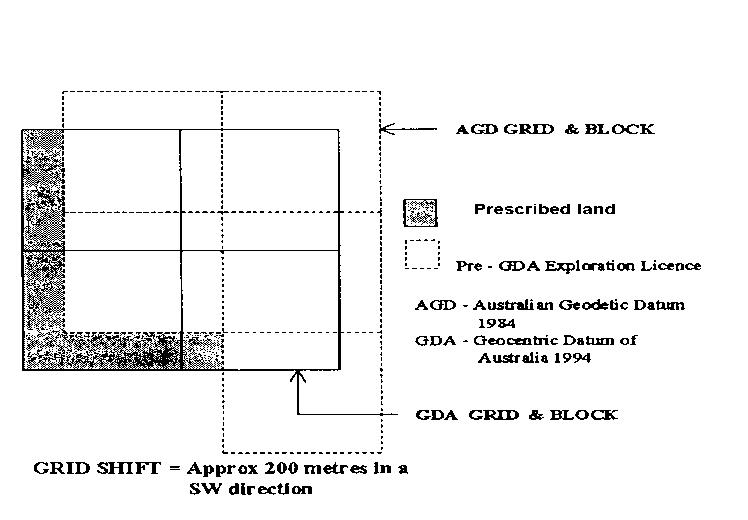 AGD GRID & BLOCK
Prescribed land
Pre - GDA Exploration Licence
AGD - Australian Geodetic Datum
1984
GDA - Geocentric Datum of
Australia 1994
GDA GRID & BLOCK
GRID SHIFT = Approx 200 metres in a
SW direction